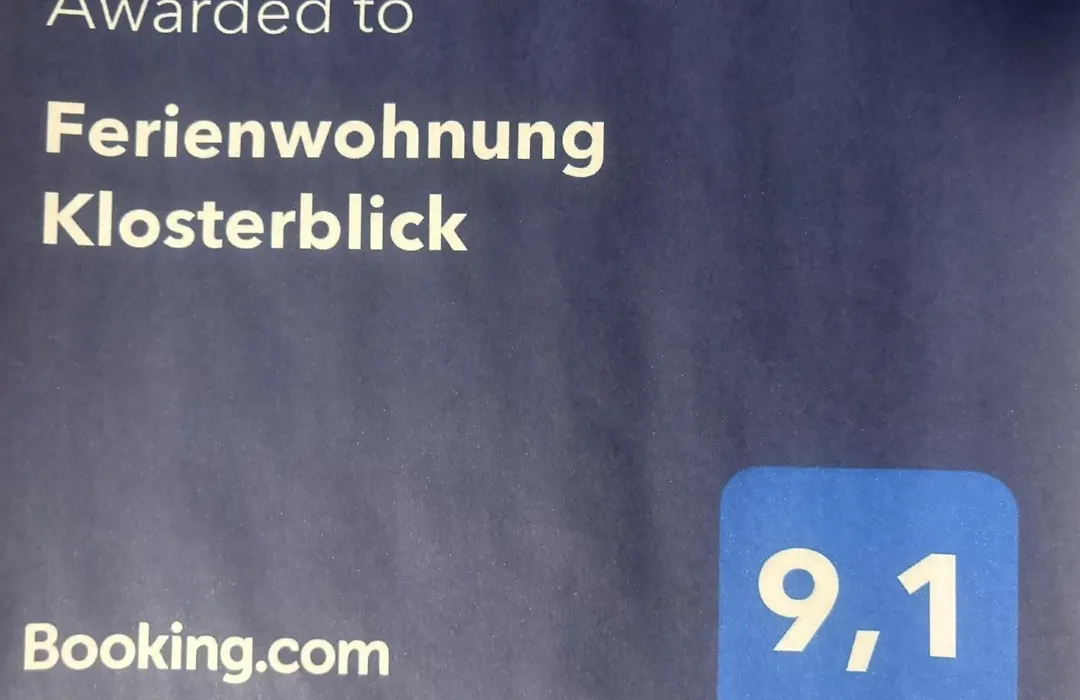 Awarded to
Ferienwohnung
Klosterblick
Booking.com
9,1